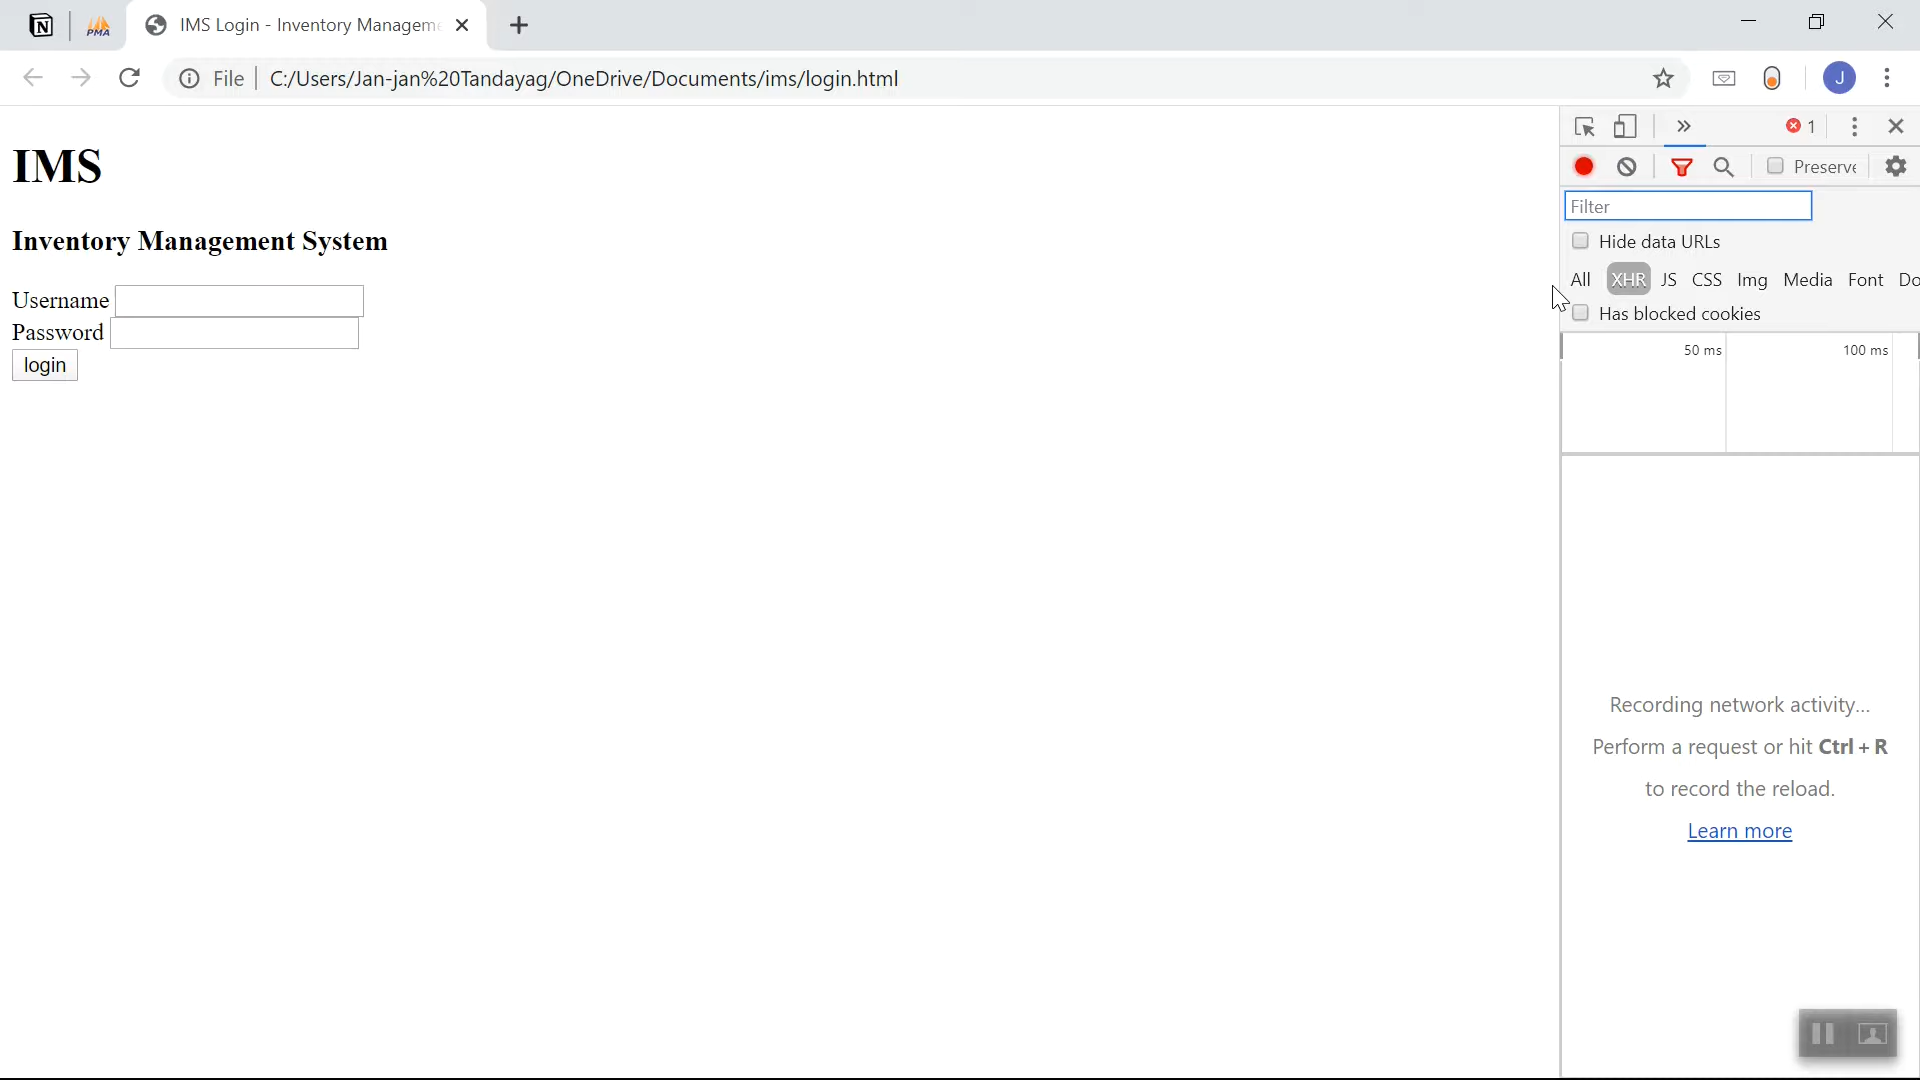 IMS Login - Inventory Managem
PMA
File C:/Users/Jan-jan%20Tandayag/OneDrive/Documents/ims/login.html
J
IMS
Inventory Management System
Username
Password
login
1
Preserve
Filter
Hide data URLs
All XHR JS CSS Img Media Font Do
Has blocked cookies
50 ms 100 ms
Recording network activity...
Perform a request or hit Ctrl + R
to record the reload.
Learn more